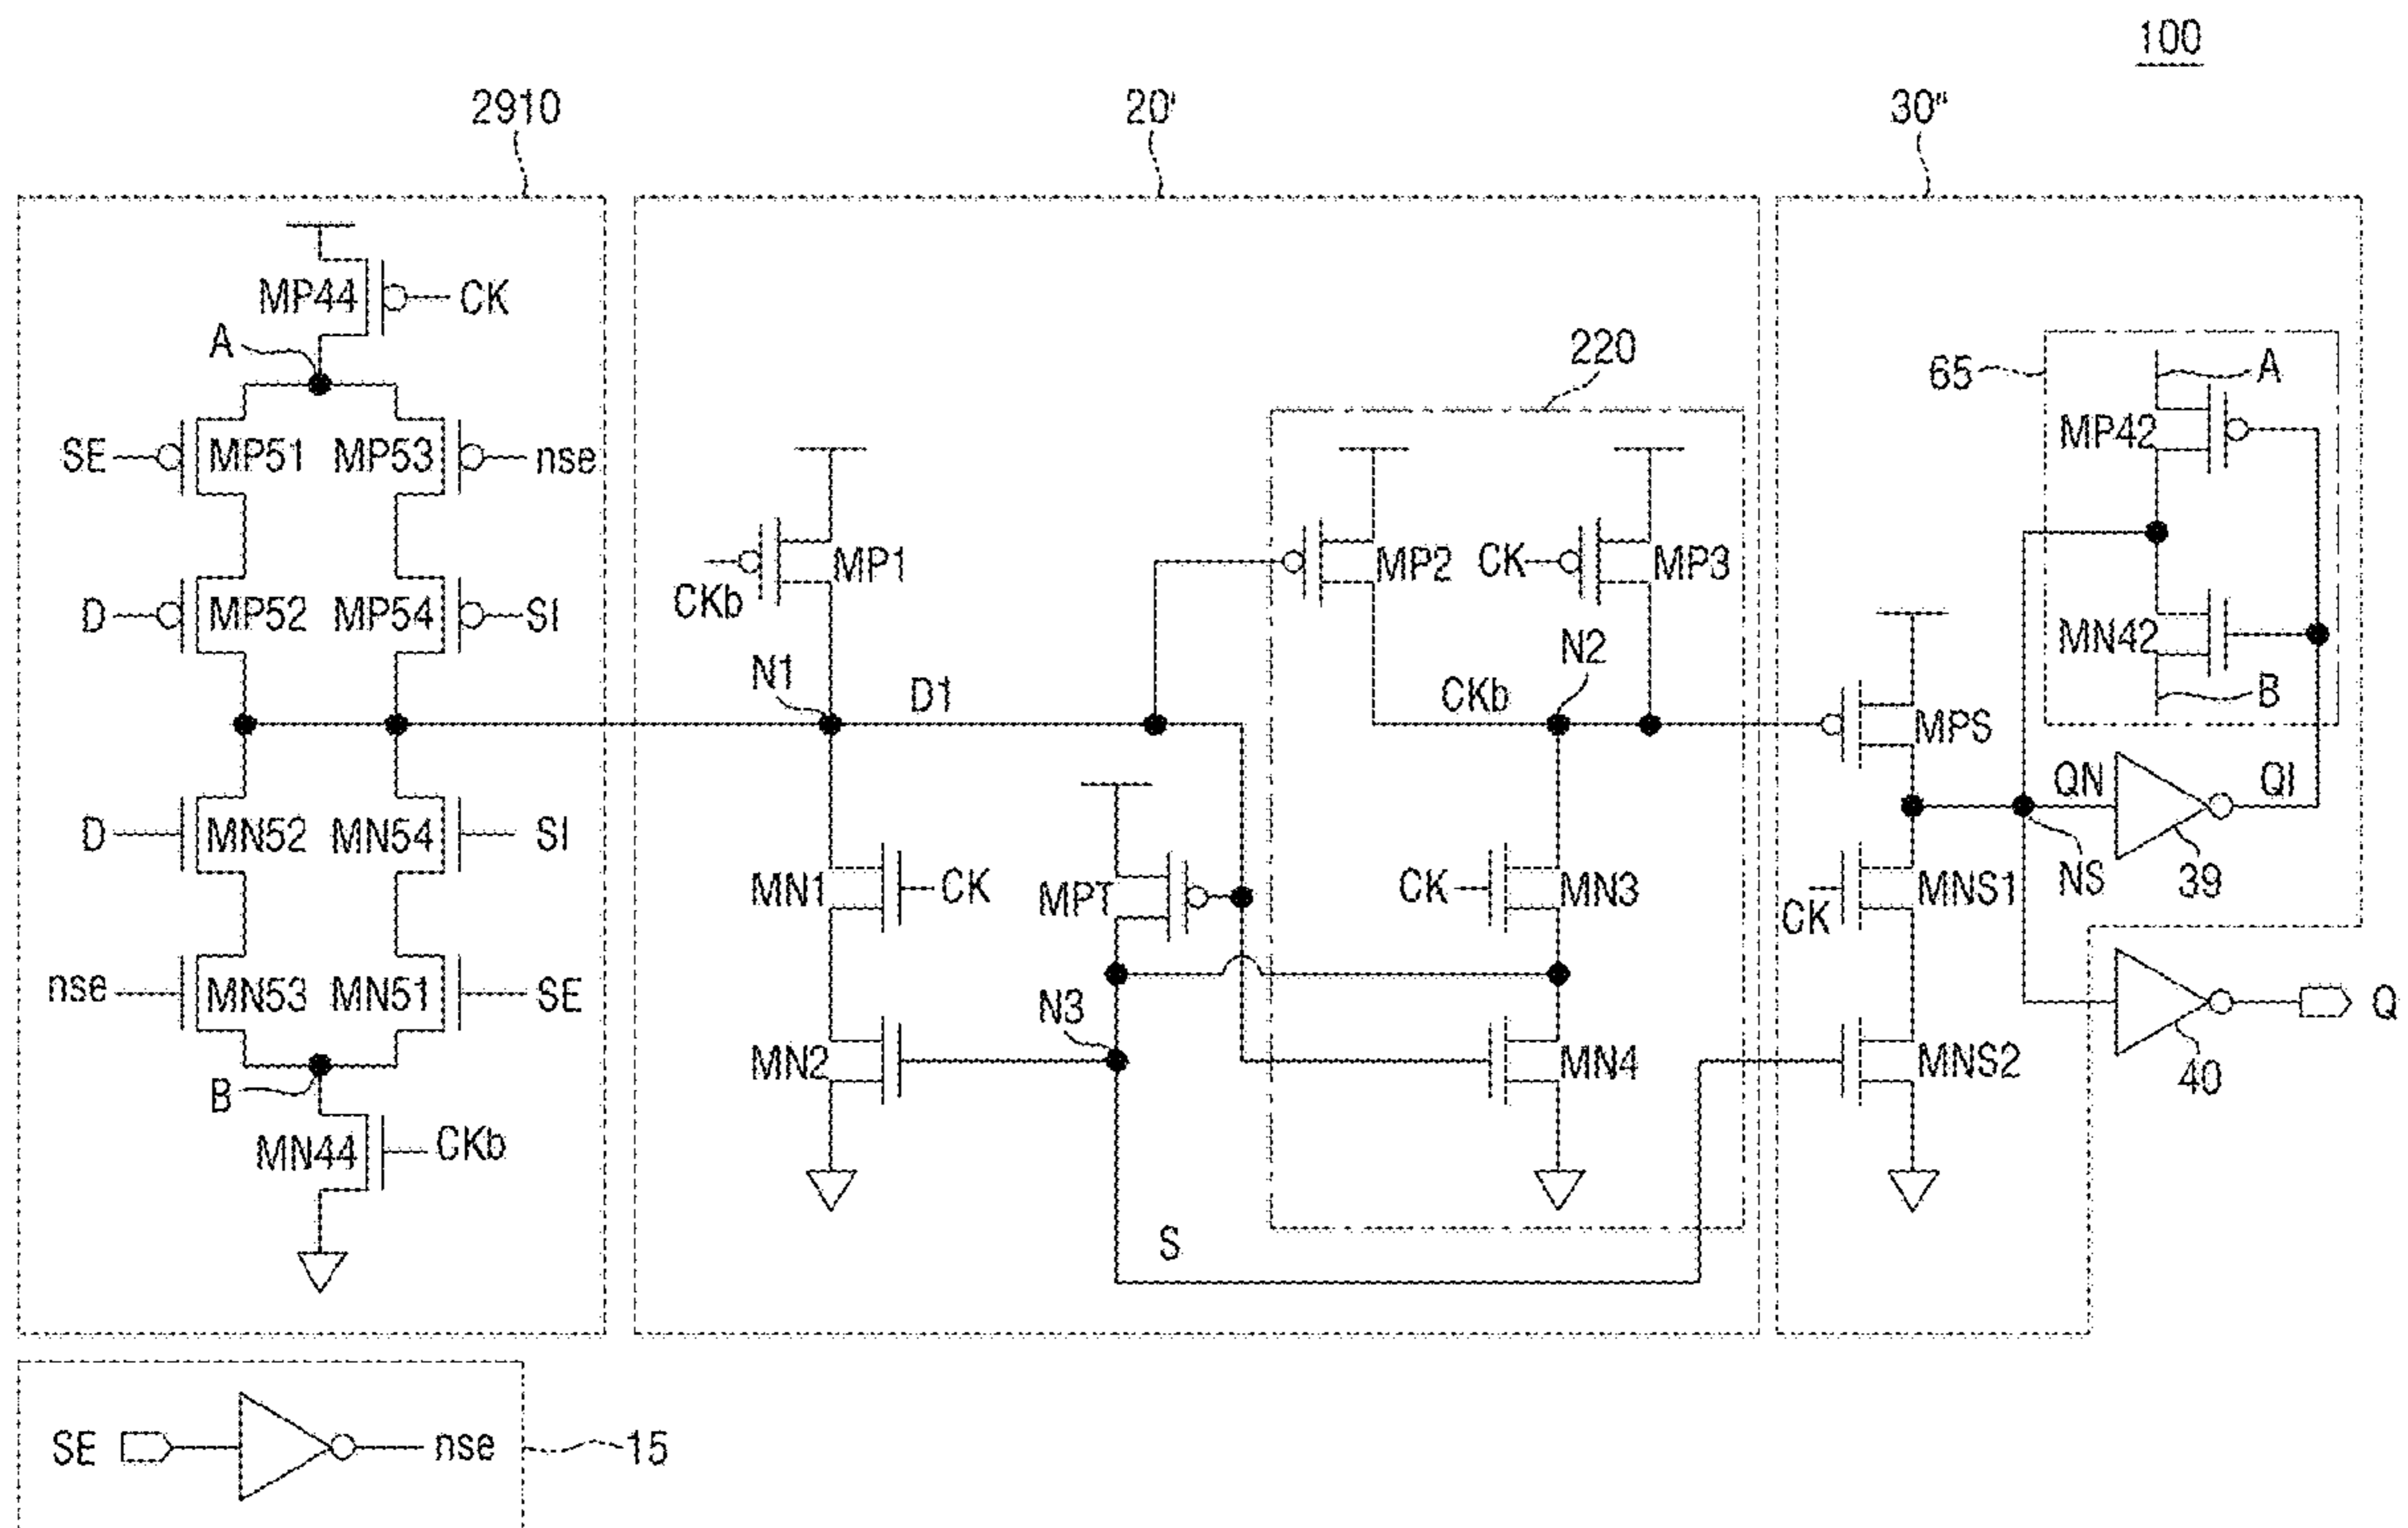 100
2910
20'
30"
MP44
CK
A
SE
MP51
MP53
nse
D
MP52
MP54
SI
D
MN52
MN54
SI
nse
MN53
MN51
SE
B
MN44
CKb
220
CKb
MP1
MP2
CK
MP3
N1
D1
CKb
N2
MN1
CK
MPT
CK
MN3
N3
MN2
MN4
S
65
A
MP42
MN42
B
MPS
QN
QI
CK
MNS1
NS
39
MNS2
40
Q
SE
nse
15